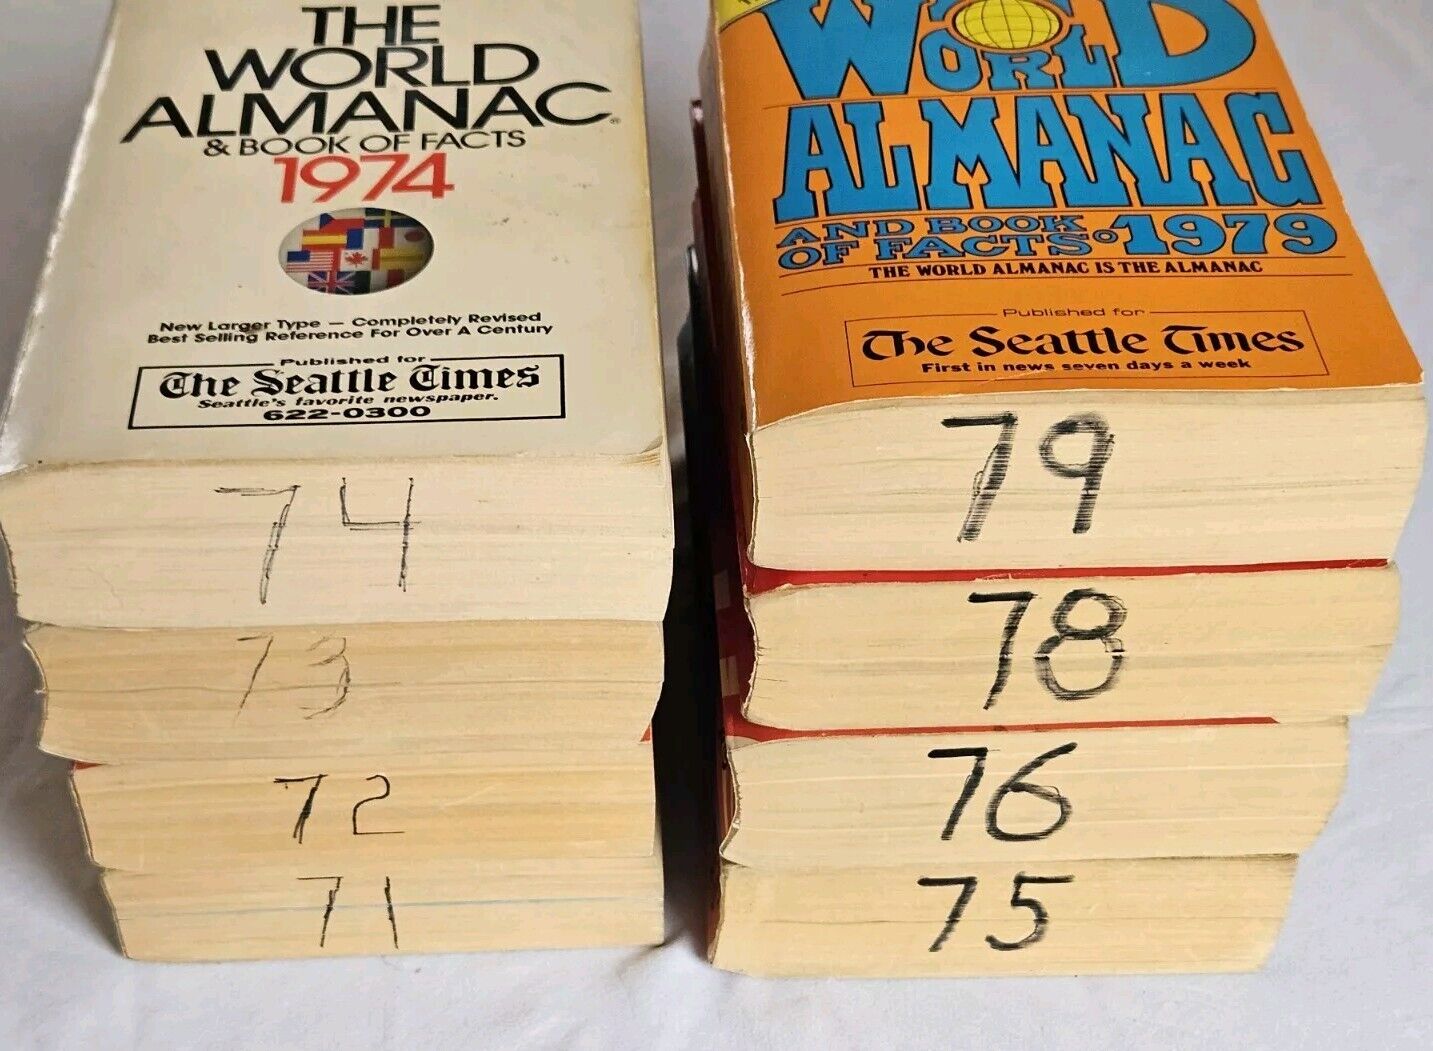 THE
WORLD
ALMANAC®
& BOOK OF FACTS
1974
New Larger Type — Completely Revised
Best Selling Reference For Over A Century
Published for
The Seattle Times
Seattle's favorite newspaper.
622-0300
74
73
72
71
WORLD
ALMANAC
AND BOOK
OF FACTS® 1979
THE WORLD ALMANAC IS THE ALMANAC
Published for
The Seattle Times
First in news seven days a week
79
78
76
75